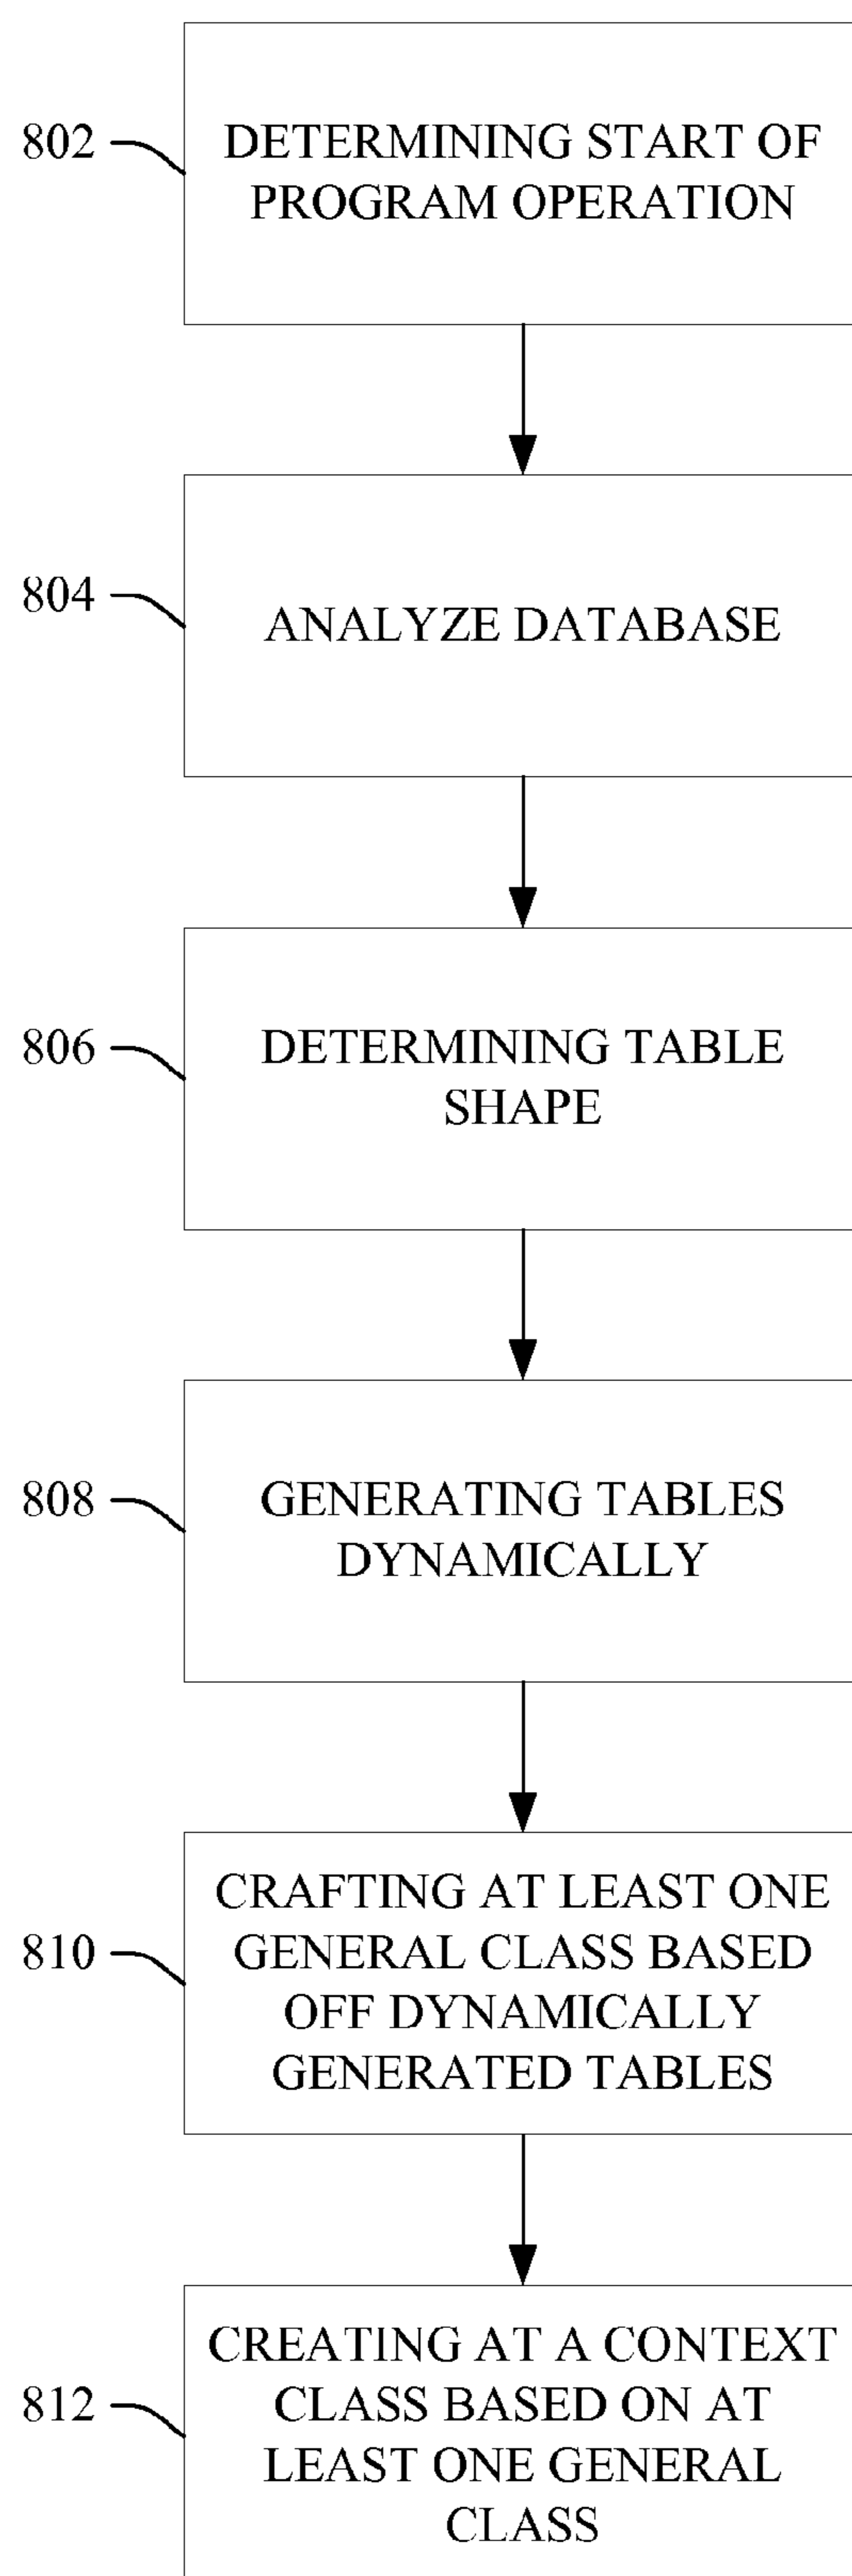 802
DETERMINING START OF
PROGRAM OPERATION
804
ANALYZE DATABASE
806
DETERMINING TABLE
SHAPE
808
GENERATING TABLES
DYNAMICALLY
810
CRAFTING AT LEAST ONE
GENERAL CLASS BASED
OFF DYNAMICALLY
GENERATED TABLES
812
CREATING AT A CONTEXT
CLASS BASED ON AT
LEAST ONE GENERAL
CLASS